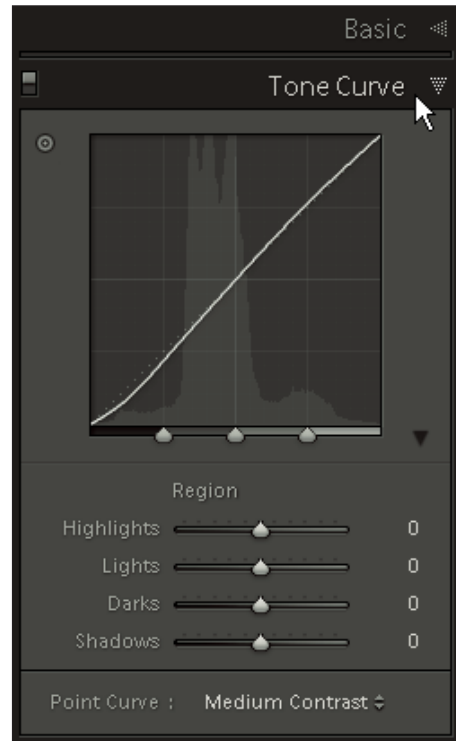 Basic
Tone Curve
Region
Highlights 0
Lights 0
Darks 0
Shadows 0
Point Curve : Medium Contrast